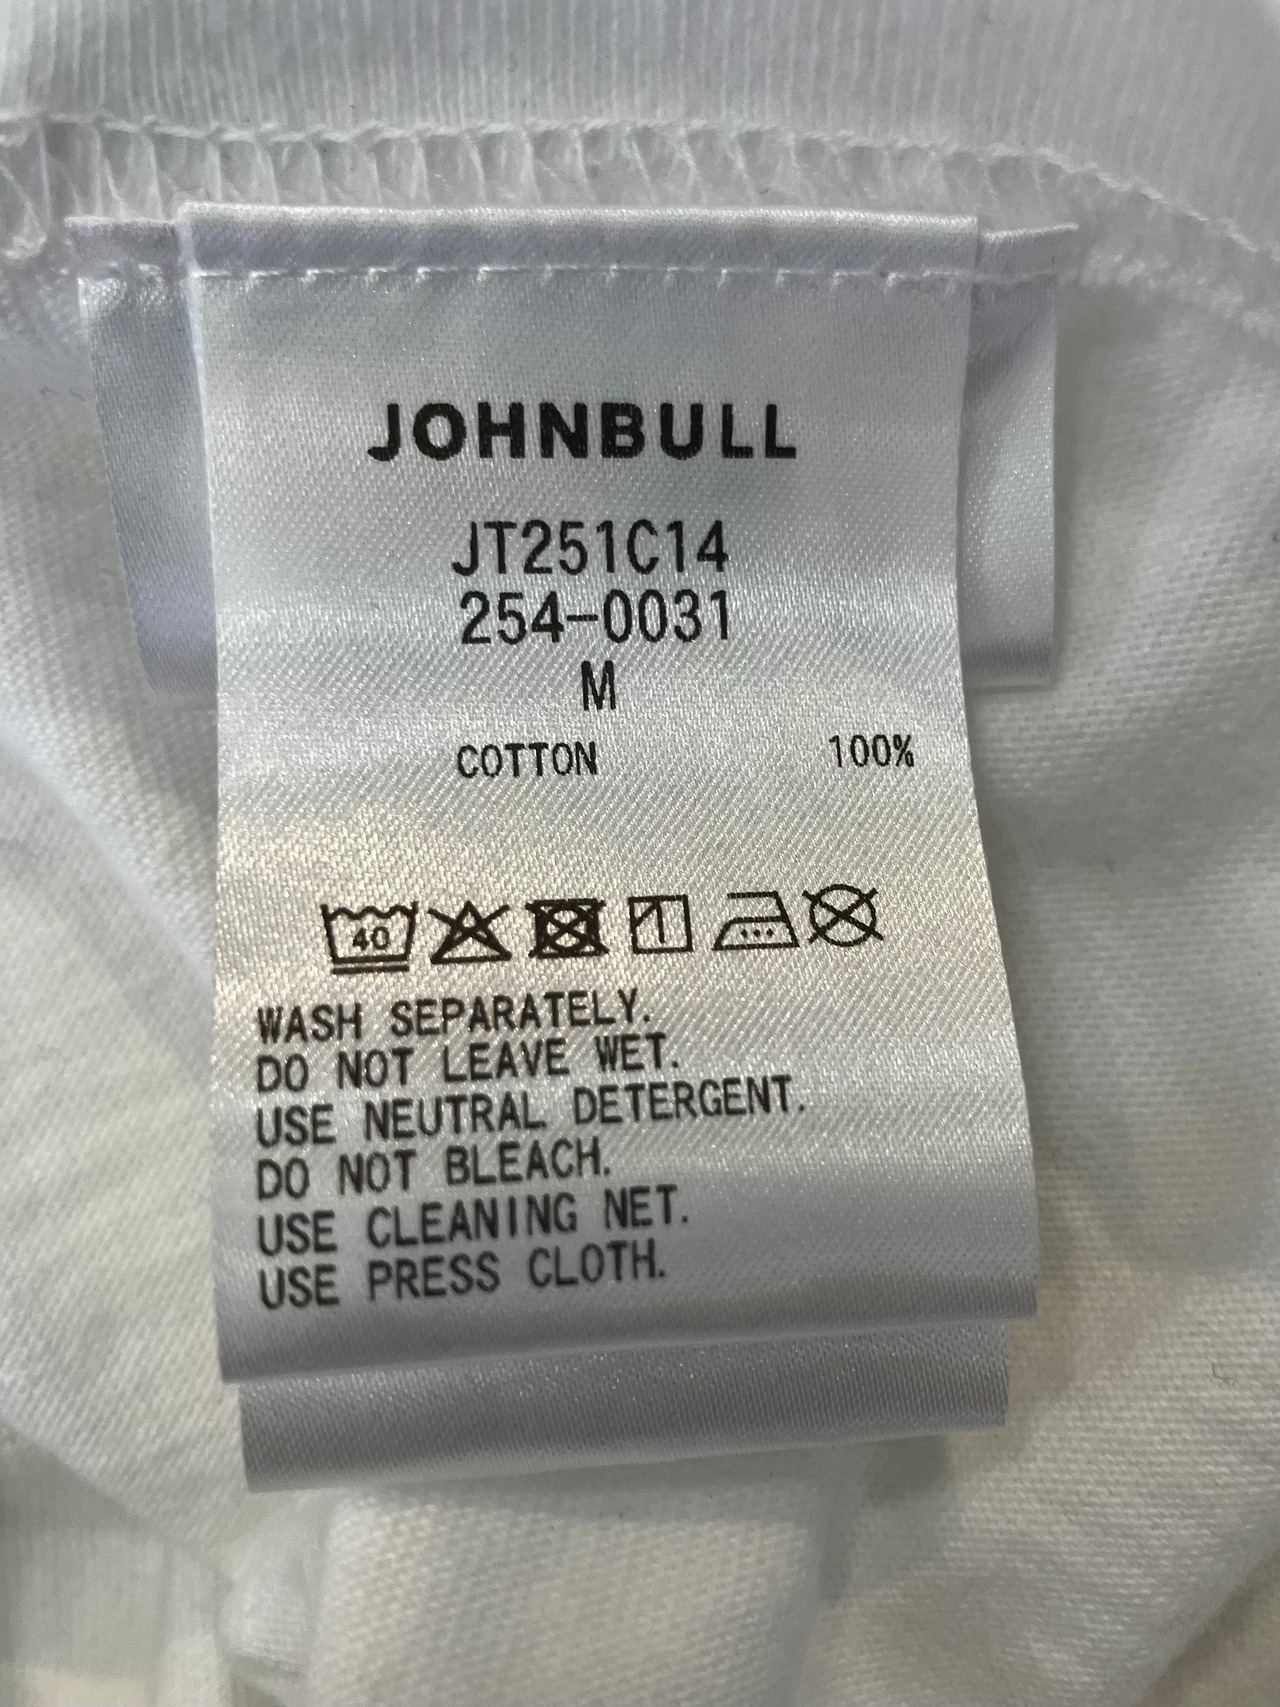 JOHNBULL
JT251C14
254-0031
M
COTTON 100%
40
WASH SEPARATELY.
DO NOT LEAVE WET.
USE NEUTRAL DETERGENT.
DO NOT BLEACH.
USE CLEANING NET.
USE PRESS CLOTH.